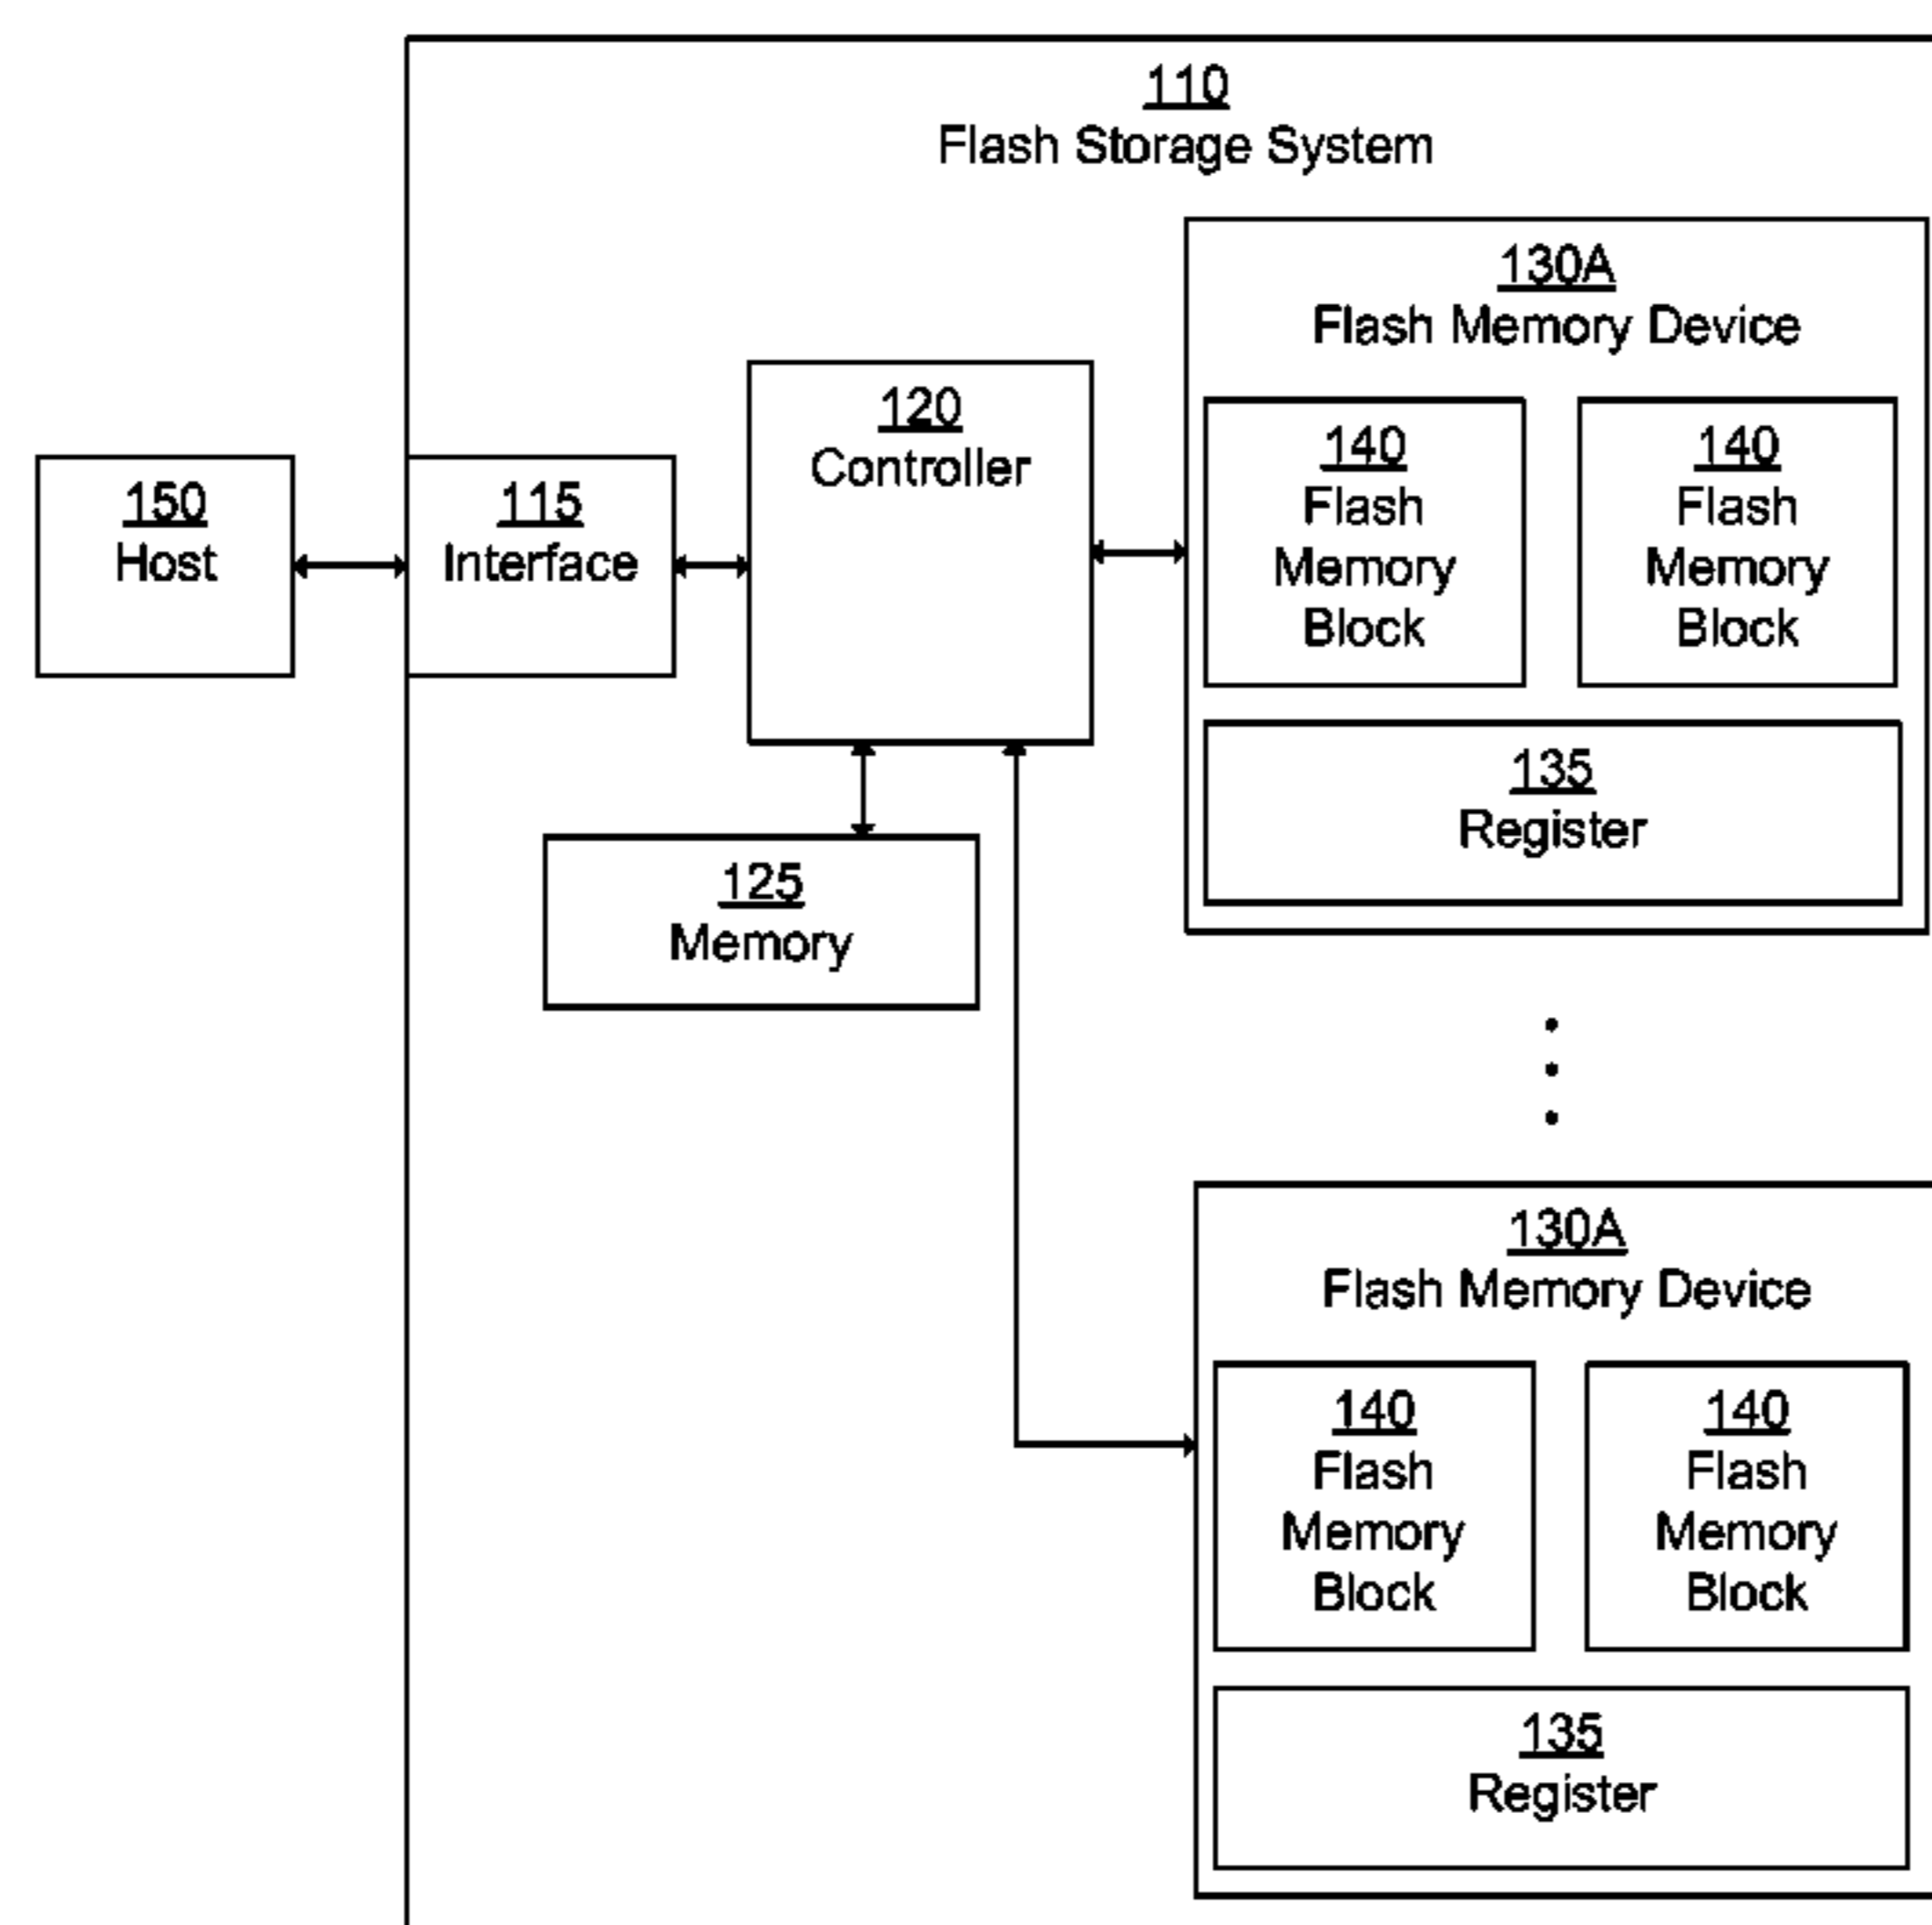 110
Flash Storage System
130A
Flash Memory Device
120
Controller
140
Flash
Memory
Block
140
Flash
Memory
Block
150
Host
115
Interface
135
Register
125
Memory
130A
Flash Memory Device
140
Flash
Memory
Block
140
Flash
Memory
Block
135
Register